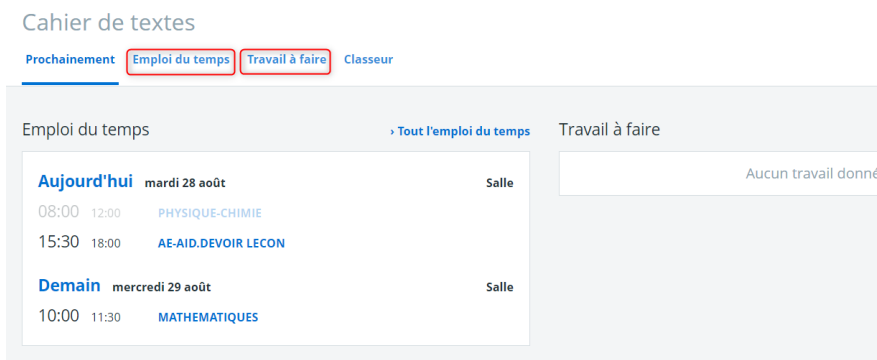 Cahier de textes
Prochainement Emploi du temps Travail à faire Classeur
Emploi du temps › Tout l'emploi du temps
Aujourd'hui mardi 28 août Salle
08:00 12:00 PHYSIQUE-CHIMIE
15:30 18:00 AE-AID.DEVOIR LECON
Demain mercredi 29 août Salle
10:00 11:30 MATHEMATIQUES
Travail à faire
Aucun travail donné